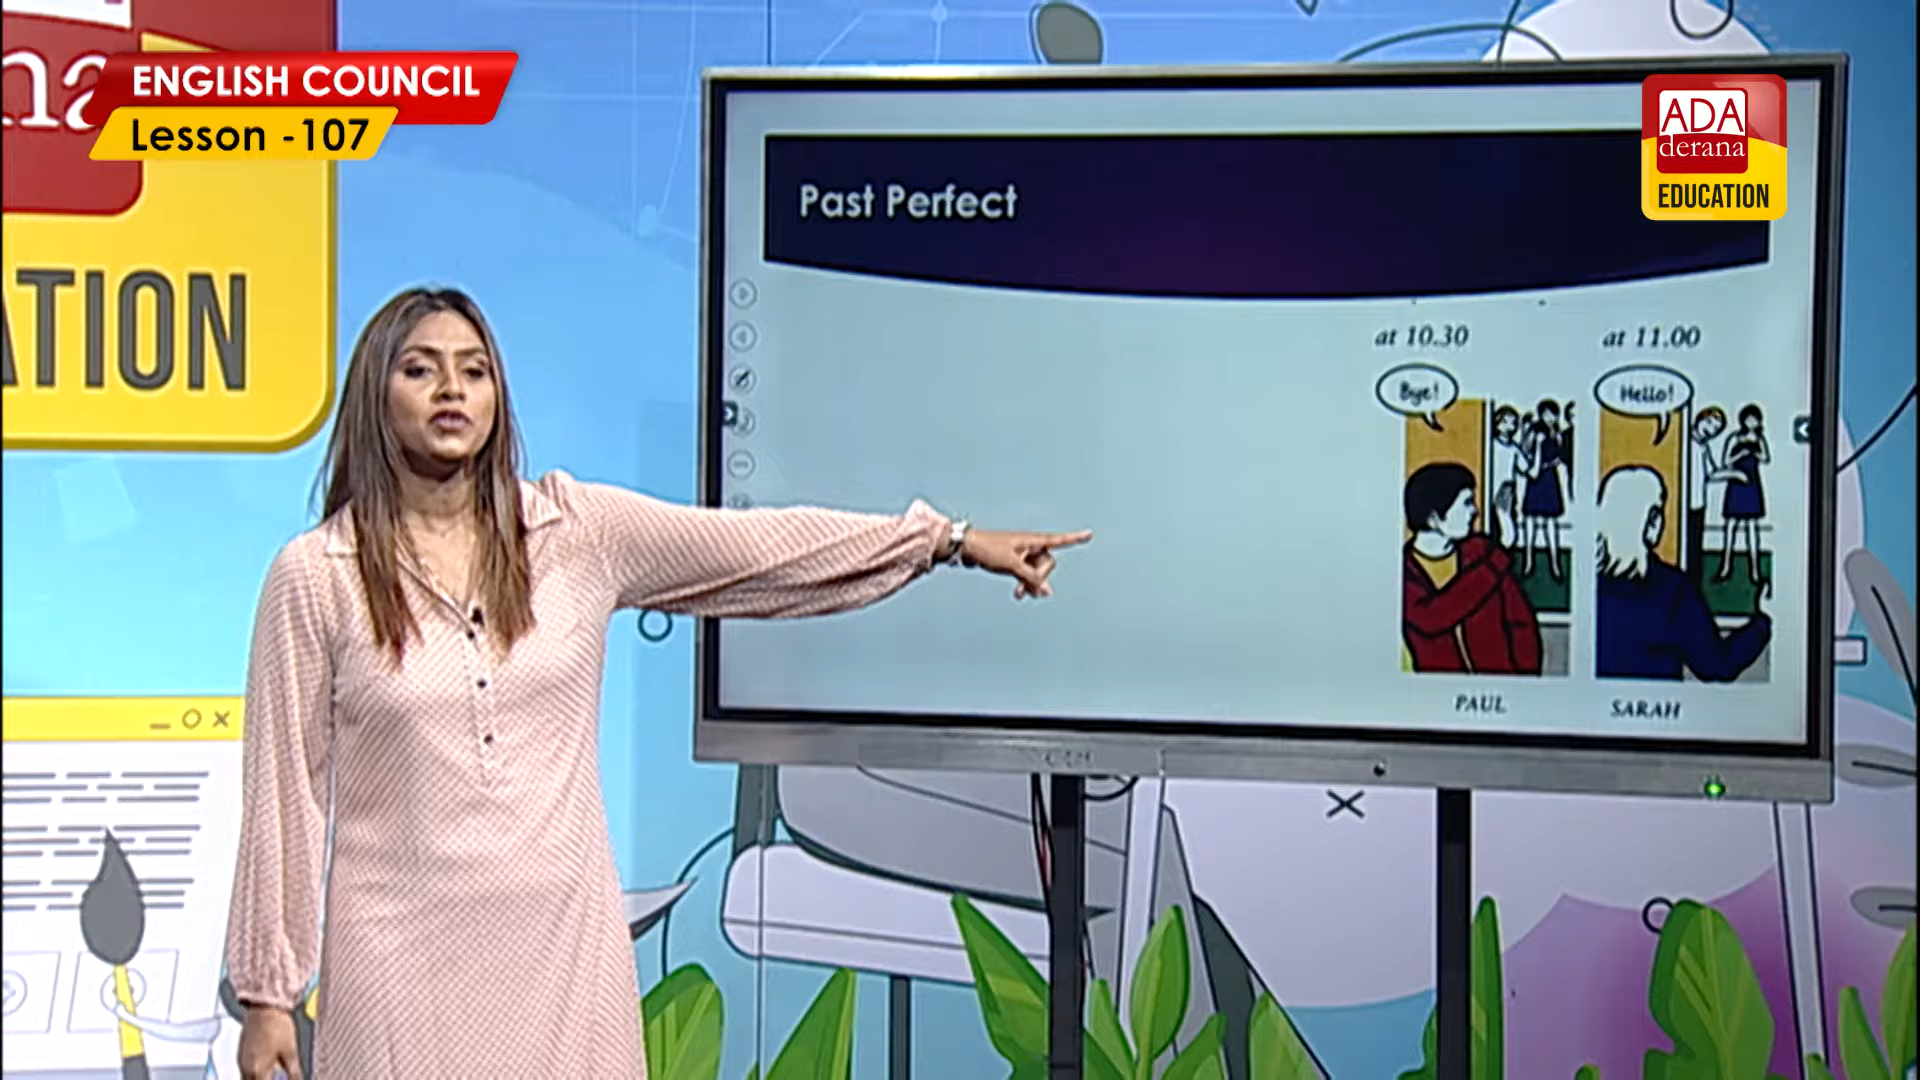 na
ENGLISH COUNCIL
Lesson - 107
ATION
ADA
derana
EDUCATION
Past Perfect
at 10.30
at 11.00
Bye!
Hello!
PAUL
SARAH